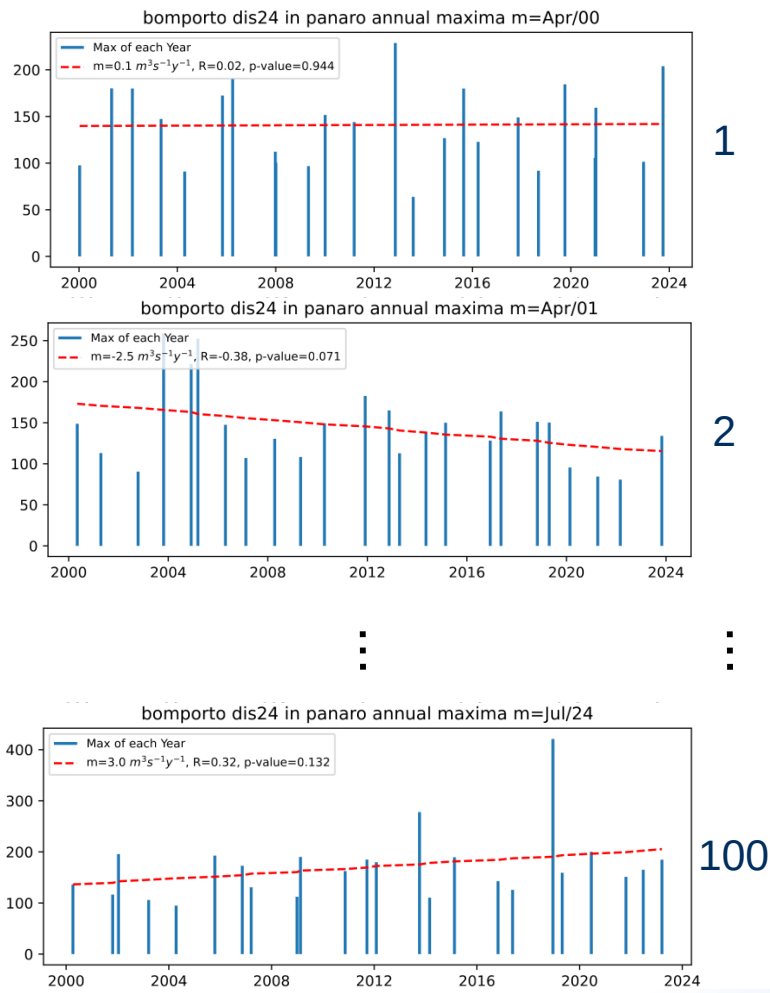 bomporto dis24 in panaro annual maxima m=Apr/00
Max of each Year
m=0.1 m³s⁻¹y⁻¹, R=0.02, p-value=0.944
200
150
100
50
0
2000 2004 2008 2012 2016 2020 2024
1
bomporto dis24 in panaro annual maxima m=Apr/01
Max of each Year
m=-2.5 m³s⁻¹y⁻¹, R=-0.38, p-value=0.071
250
200
150
100
50
0
2000 2004 2008 2012 2016 2020 2024
2
⋮ ⋮
bomporto dis24 in panaro annual maxima m=Jul/24
Max of each Year
m=3.0 m³s⁻¹y⁻¹, R=0.32, p-value=0.132
400
300
200
100
0
2000 2004 2008 2012 2016 2020 2024
100